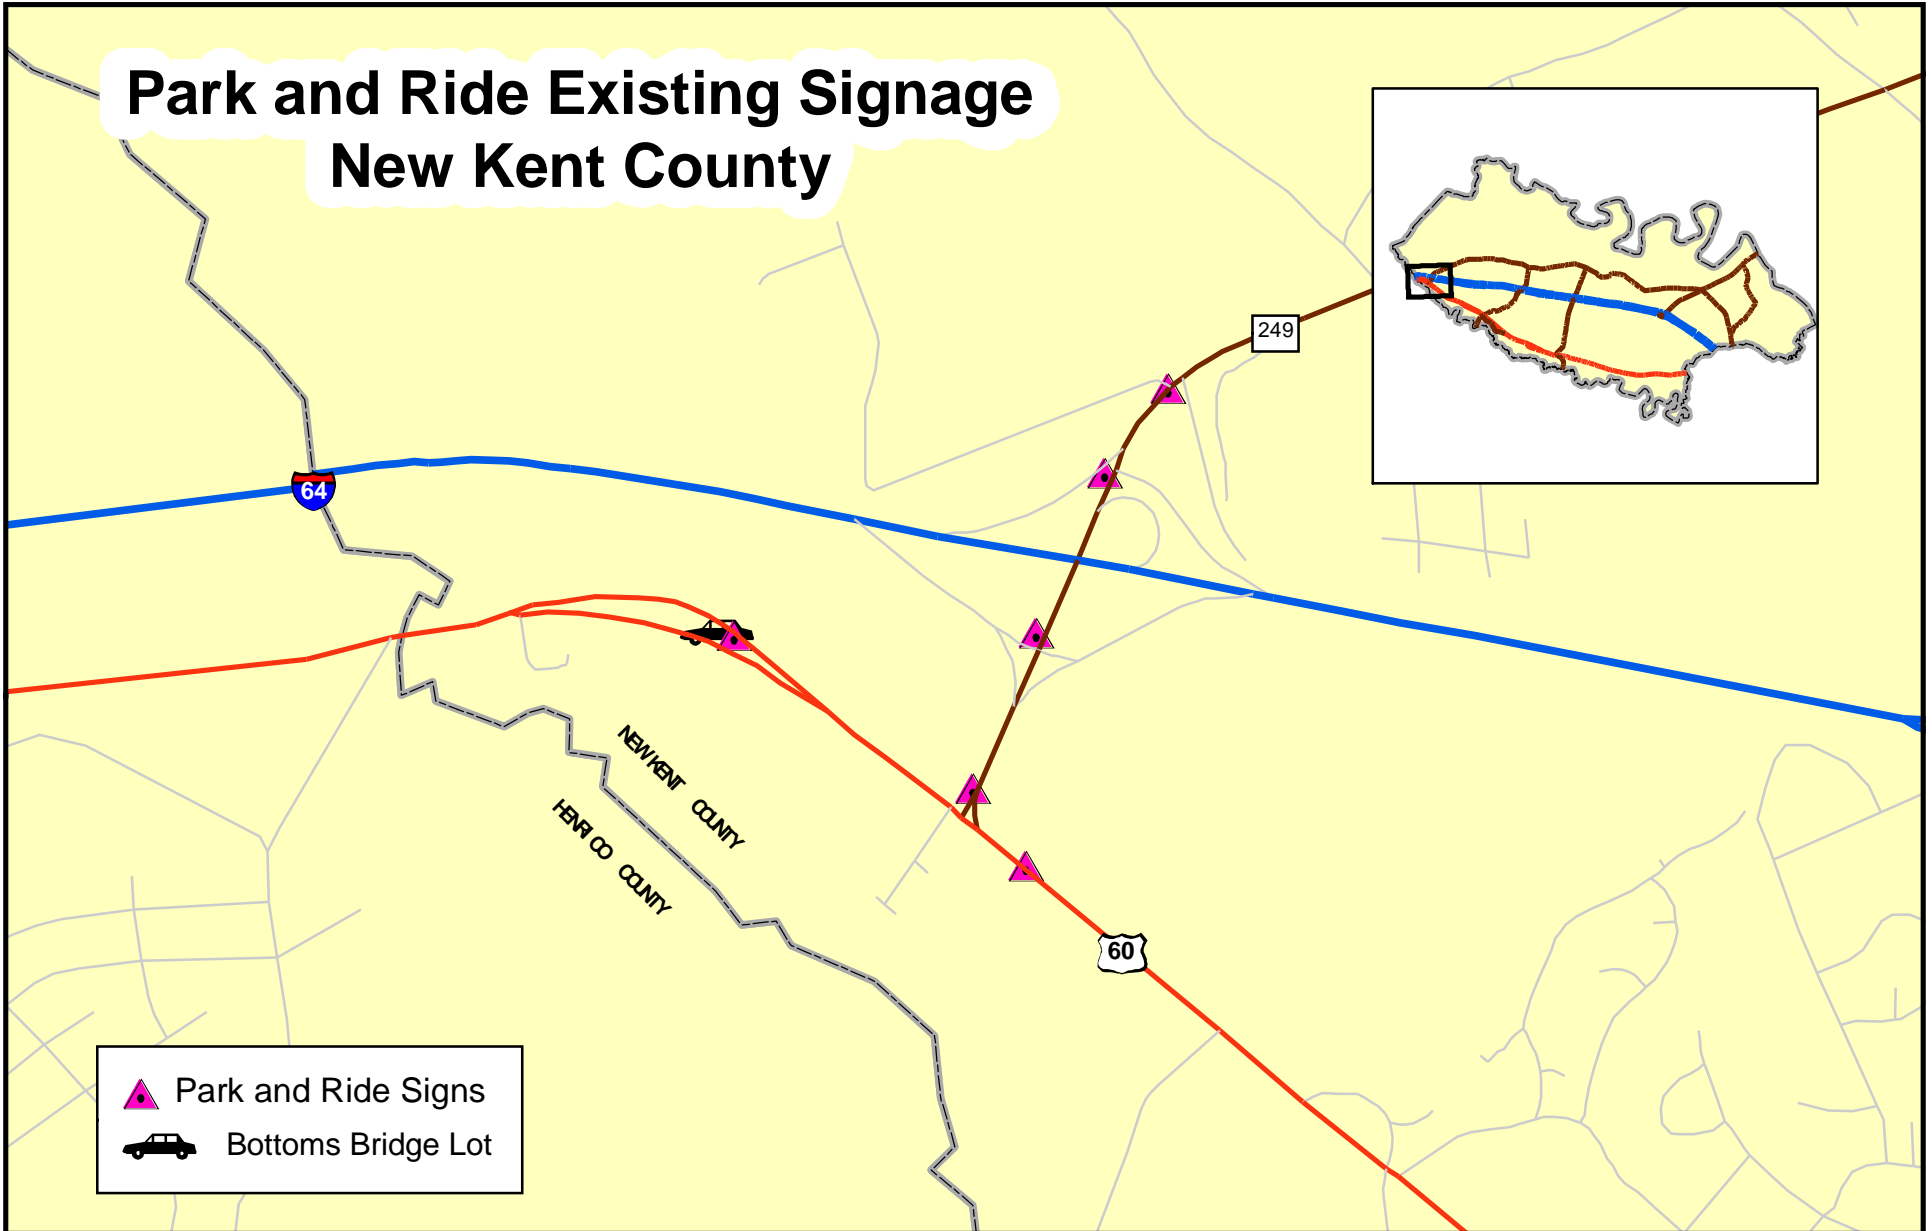 Park and Ride Existing Signage
New Kent County
249
64
NEW KENT COUNTY
HENRICO COUNTY
60
Park and Ride Signs
Bottoms Bridge Lot